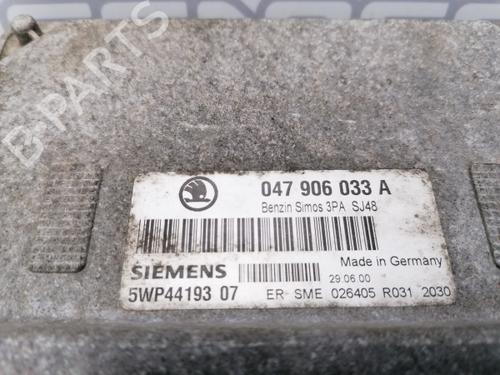 B-PARTS
047 906 033 A
Benzin Simos 3PA SJ48
SIEMENS
Made in Germany
29.06.00
5WP44193 07
ER SME 026405 R031 2030